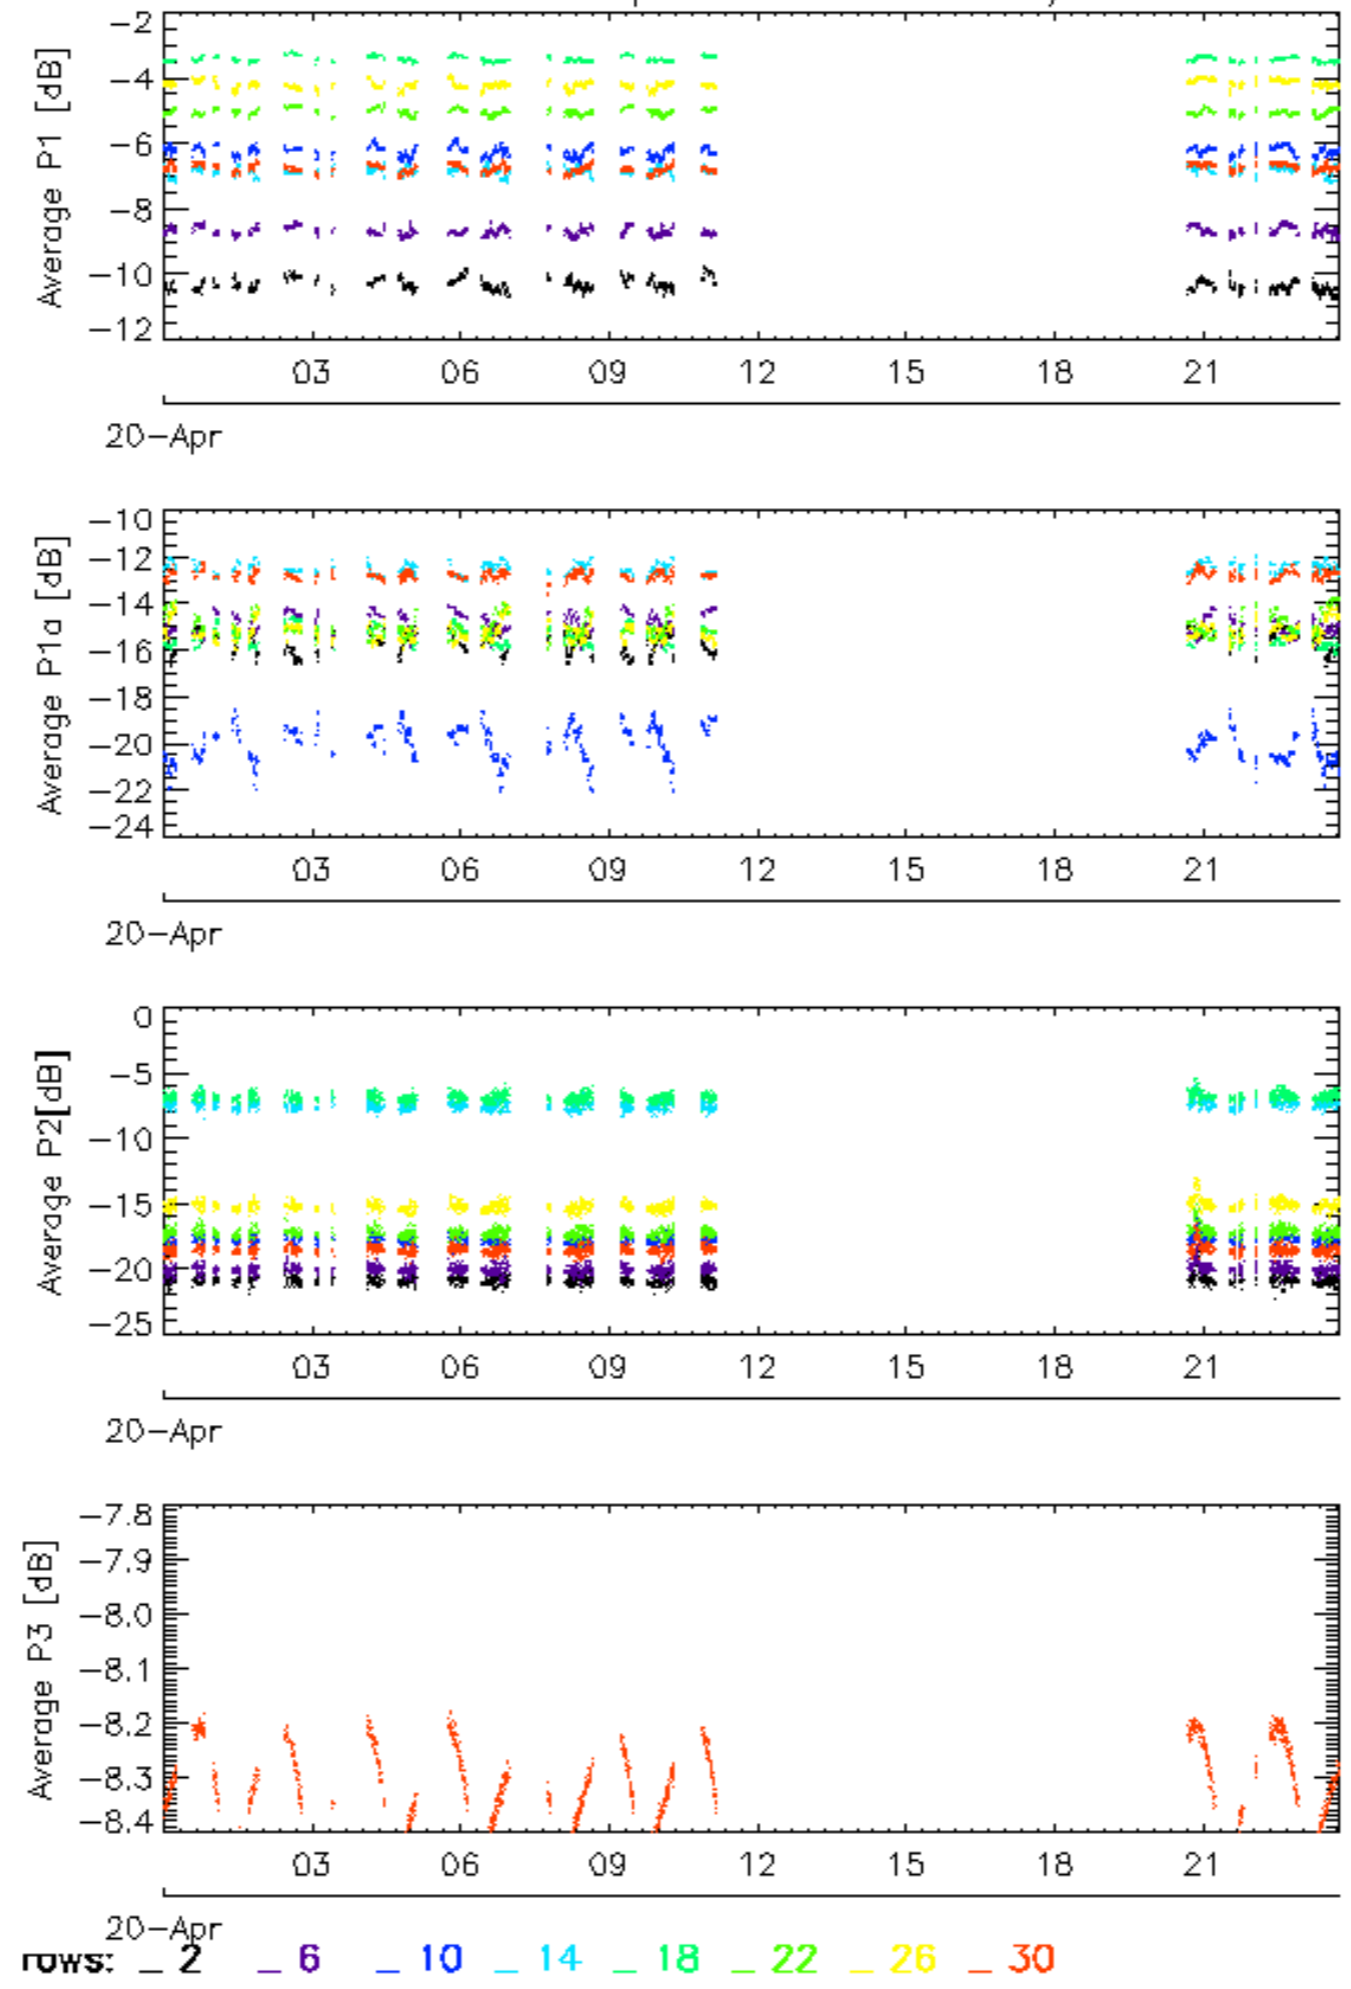 Average P1 [dB]
−2
−4
−6
−8
−10
−12
03 06 09 12 15 18 21
20−Apr
Average P1a [dB]
−10
−12
−14
−16
−18
−20
−22
−24
03 06 09 12 15 18 21
20−Apr
Average P2[dB]
0
−5
−10
−15
−20
−25
03 06 09 12 15 18 21
20−Apr
Average P3 [dB]
−7.8
−7.9
−8.0
−8.1
−8.2
−8.3
−8.4
03 06 09 12 15 18 21
20−Apr
rows: _ 2 _ 6 _ 10 _ 14 _ 18 _ 22 _ 26 _ 30